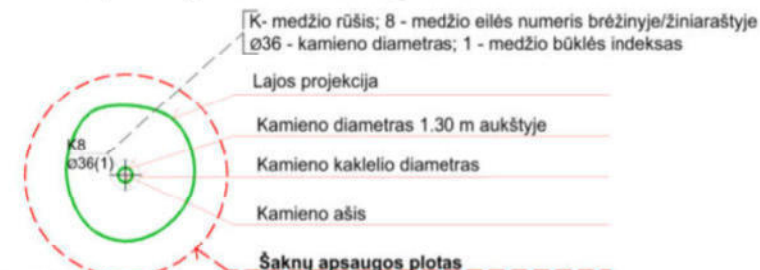 K- medžio rūšis; 8 - medžio eilės numeris brėžinyje/žiniaraštyje
ø36 - kamieno diametras; 1 - medžio būklės indeksas
Lajos projekcija
Kamieno diametras 1.30 m aukštyje
K8
ø36(1)
Kamieno kaklelio diametras
Kamieno ašis
Šaknų apsaugos plotas